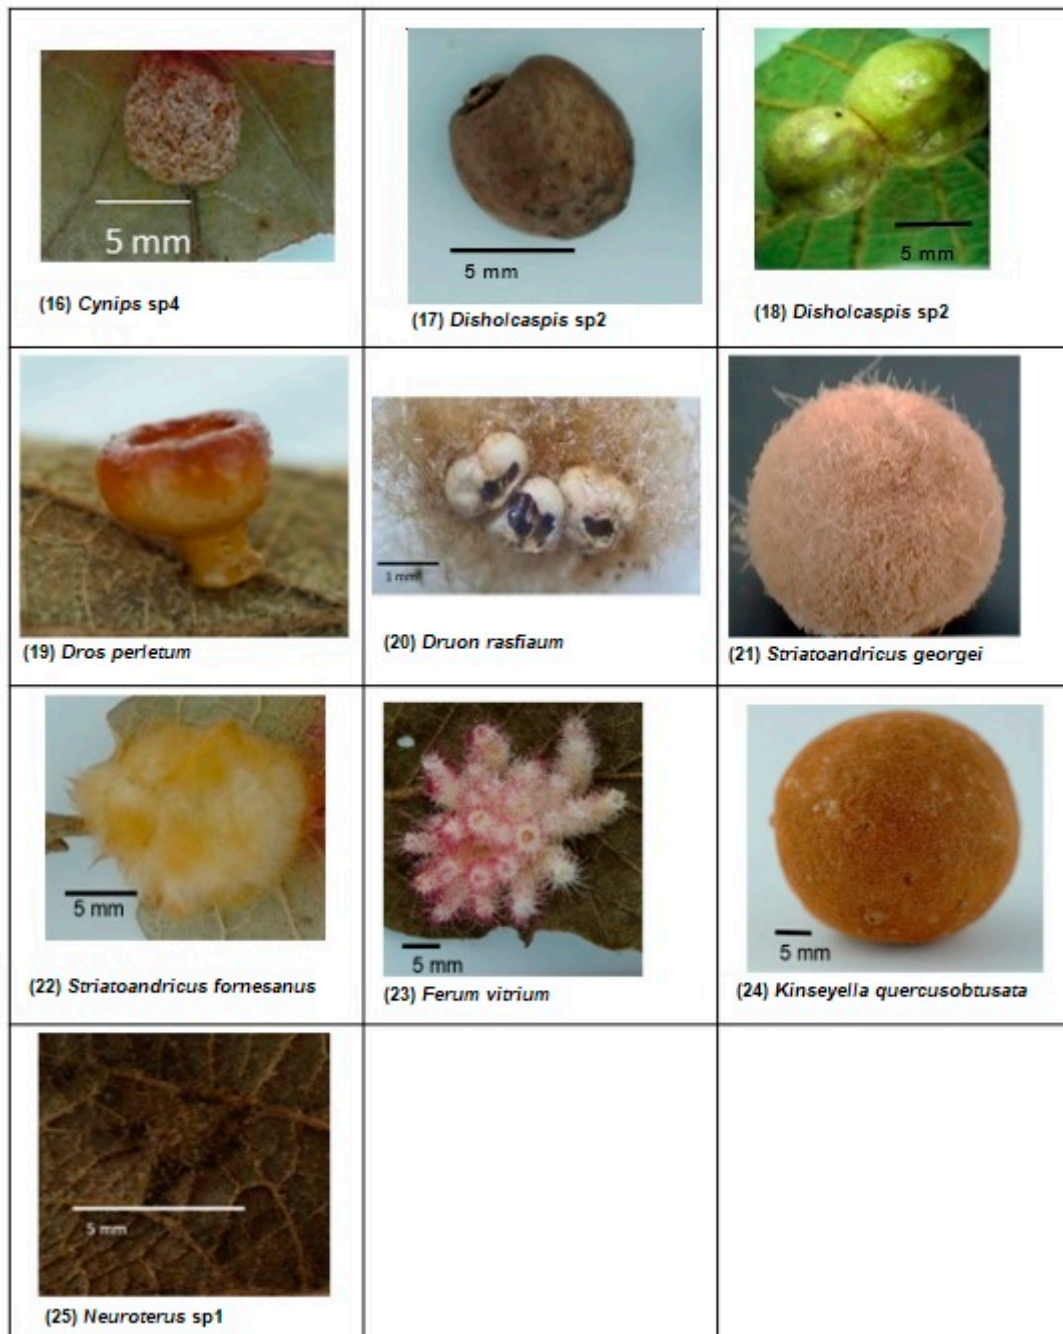 5 mm
(16) Cynips sp4
5 mm
(17) Disholcaspis sp2
5 mm
(18) Disholcaspis sp2
(19) Dros perletum
1 mm
(20) Druon rasfiaum
(21) Striatoandricus georgei
5 mm
(22) Striatoandricus fornesanus
5 mm
(23) Ferum vitrium
5 mm
(24) Kinseyella quercusobtusata
5 mm
(25) Neuroterus sp1